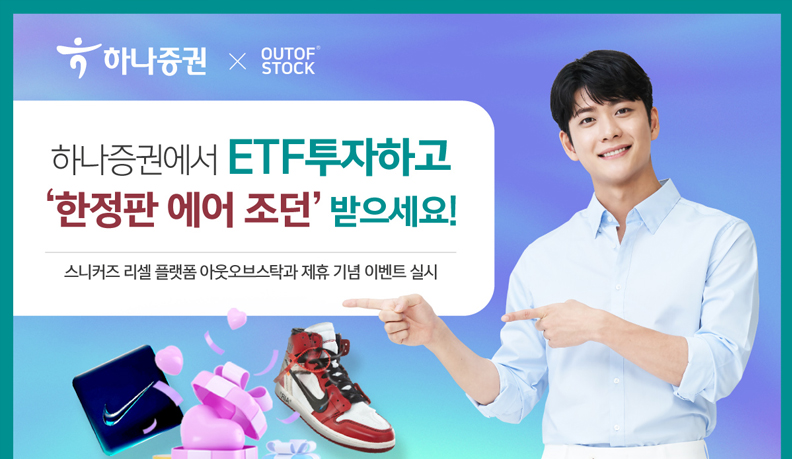 하나증권 × OUTOF
STOCK
하나증권에서 ETF투자하고
‘한정판 에어 조던’ 받으세요!
스니커즈 리셀 플랫폼 아웃오브스탁과 제휴 기념 이벤트 실시